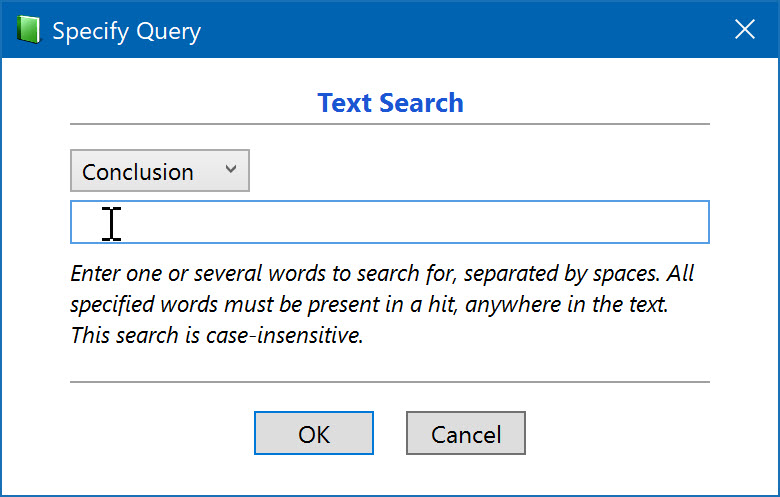 Specify Query
Text Search
Conclusion
Enter one or several words to search for, separated by spaces. All
specified words must be present in a hit, anywhere in the text.
This search is case-insensitive.
OK
Cancel